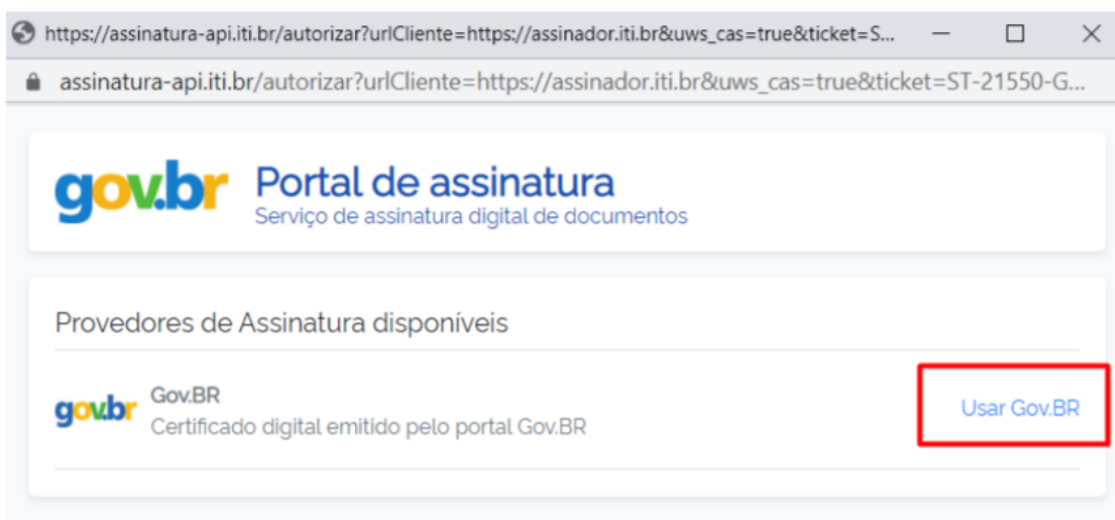 https://assinatura-api.iti.br/autorizar?urlCliente=https://assinador.iti.br&uws_cas=true&ticket=S...
assinatura-api.iti.br/autorizar?urlCliente=https://assinador.iti.br&uws_cas=true&ticket=ST-21550-G...
gov.br
Portal de assinatura
Serviço de assinatura digital de documentos
Provedores de Assinatura disponíveis
gov.br
Gov.BR
Certificado digital emitido pelo portal Gov.BR
Usar Gov.BR